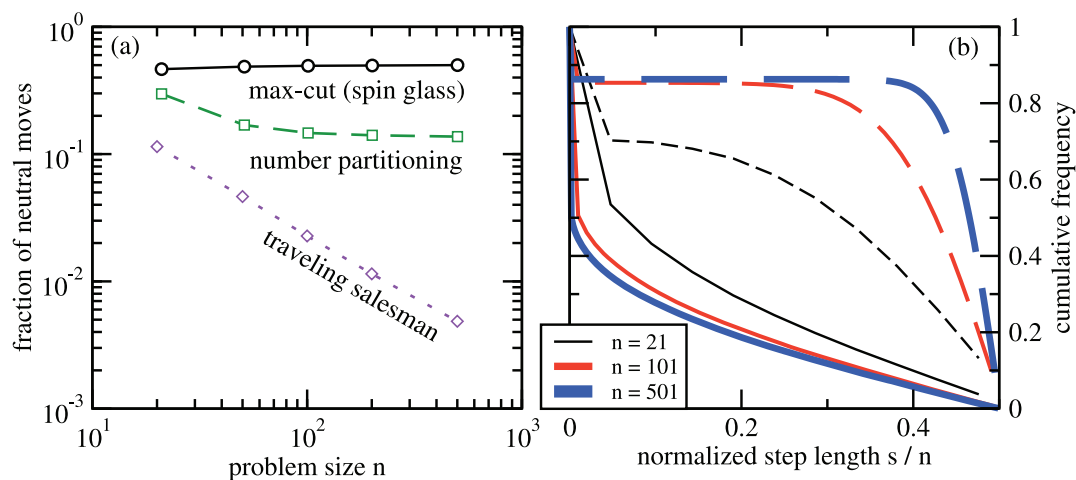 (a)
10^0
10^-1
10^-2
10^-3
fraction of neutral moves
max-cut (spin glass)
number partitioning
traveling salesman
10^1
10^2
10^3
problem size n
(b)
1
0.8
0.6
0.4
0.2
0
cumulative frequency
n = 21
n = 101
n = 501
0
0.2
0.4
normalized step length s / n